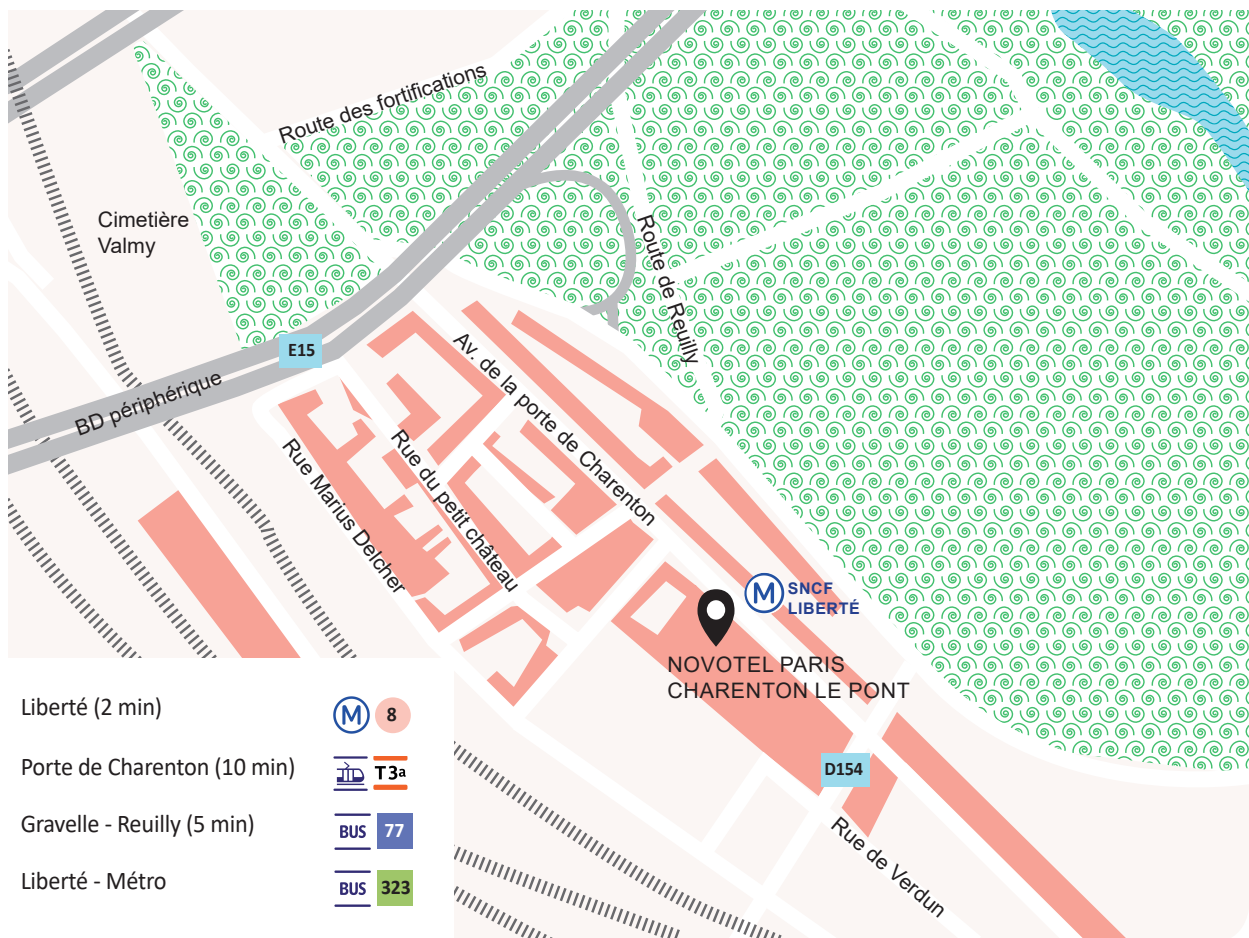 Route des fortifications
Cimetière
Valmy
Route de Reuilly
E15
BD périphérique
Av. de la porte de Charenton
Rue du petit château
Rue Marius Delcher
M SNCF
LIBERTÉ
NOVOTEL PARIS
CHARENTON LE PONT
D154
Rue de Verdun
Liberté (2 min) M 8
Porte de Charenton (10 min) T3a
Gravelle - Reuilly (5 min) BUS 77
Liberté - Métro BUS 323